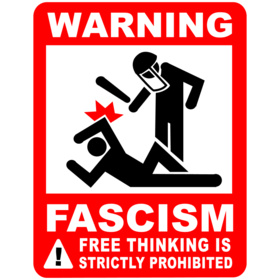 WARNING
FASCISM
FREE THINKING IS
STRICTLY PROHIBITED